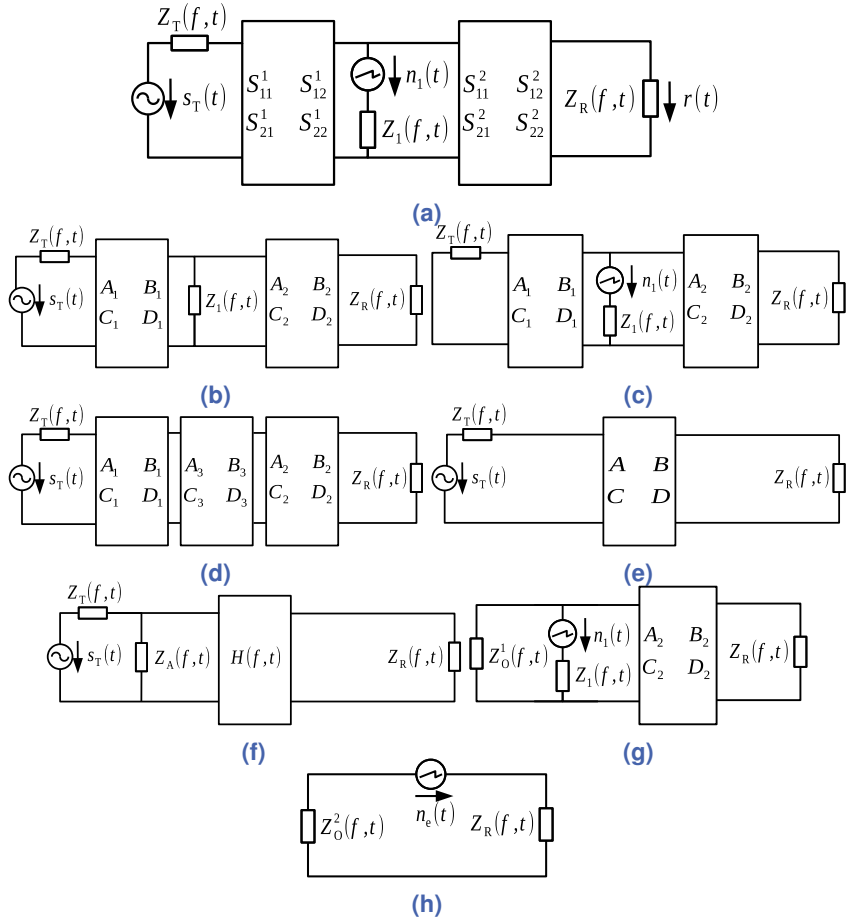 Z_T(f,t)
s_T(t)
S^1_11 S^1_12
S^1_21 S^1_22
n_1(t)
Z_1(f,t)
S^2_11 S^2_12
S^2_21 S^2_22
Z_R(f,t)
r(t)
(a)
Z_T(f,t)
s_T(t)
A_1 B_1
C_1 D_1
Z_1(f,t)
A_2 B_2
C_2 D_2
Z_R(f,t)
(b)
Z_T(f,t)
A_1 B_1
C_1 D_1
n_1(t)
Z_1(f,t)
A_2 B_2
C_2 D_2
Z_R(f,t)
(c)
Z_T(f,t)
s_T(t)
A_1 B_1
C_1 D_1
A_3 B_3
C_3 D_3
A_2 B_2
C_2 D_2
Z_R(f,t)
(d)
Z_T(f,t)
s_T(t)
A B
C D
Z_R(f,t)
(e)
Z_T(f,t)
s_T(t)
Z_A(f,t)
H(f,t)
Z_R(f,t)
(f)
Z^1_O(f,t)
n_1(t)
Z_1(f,t)
A_2 B_2
C_2 D_2
Z_R(f,t)
(g)
Z^2_O(f,t)
n_e(t)
Z_R(f,t)
(h)